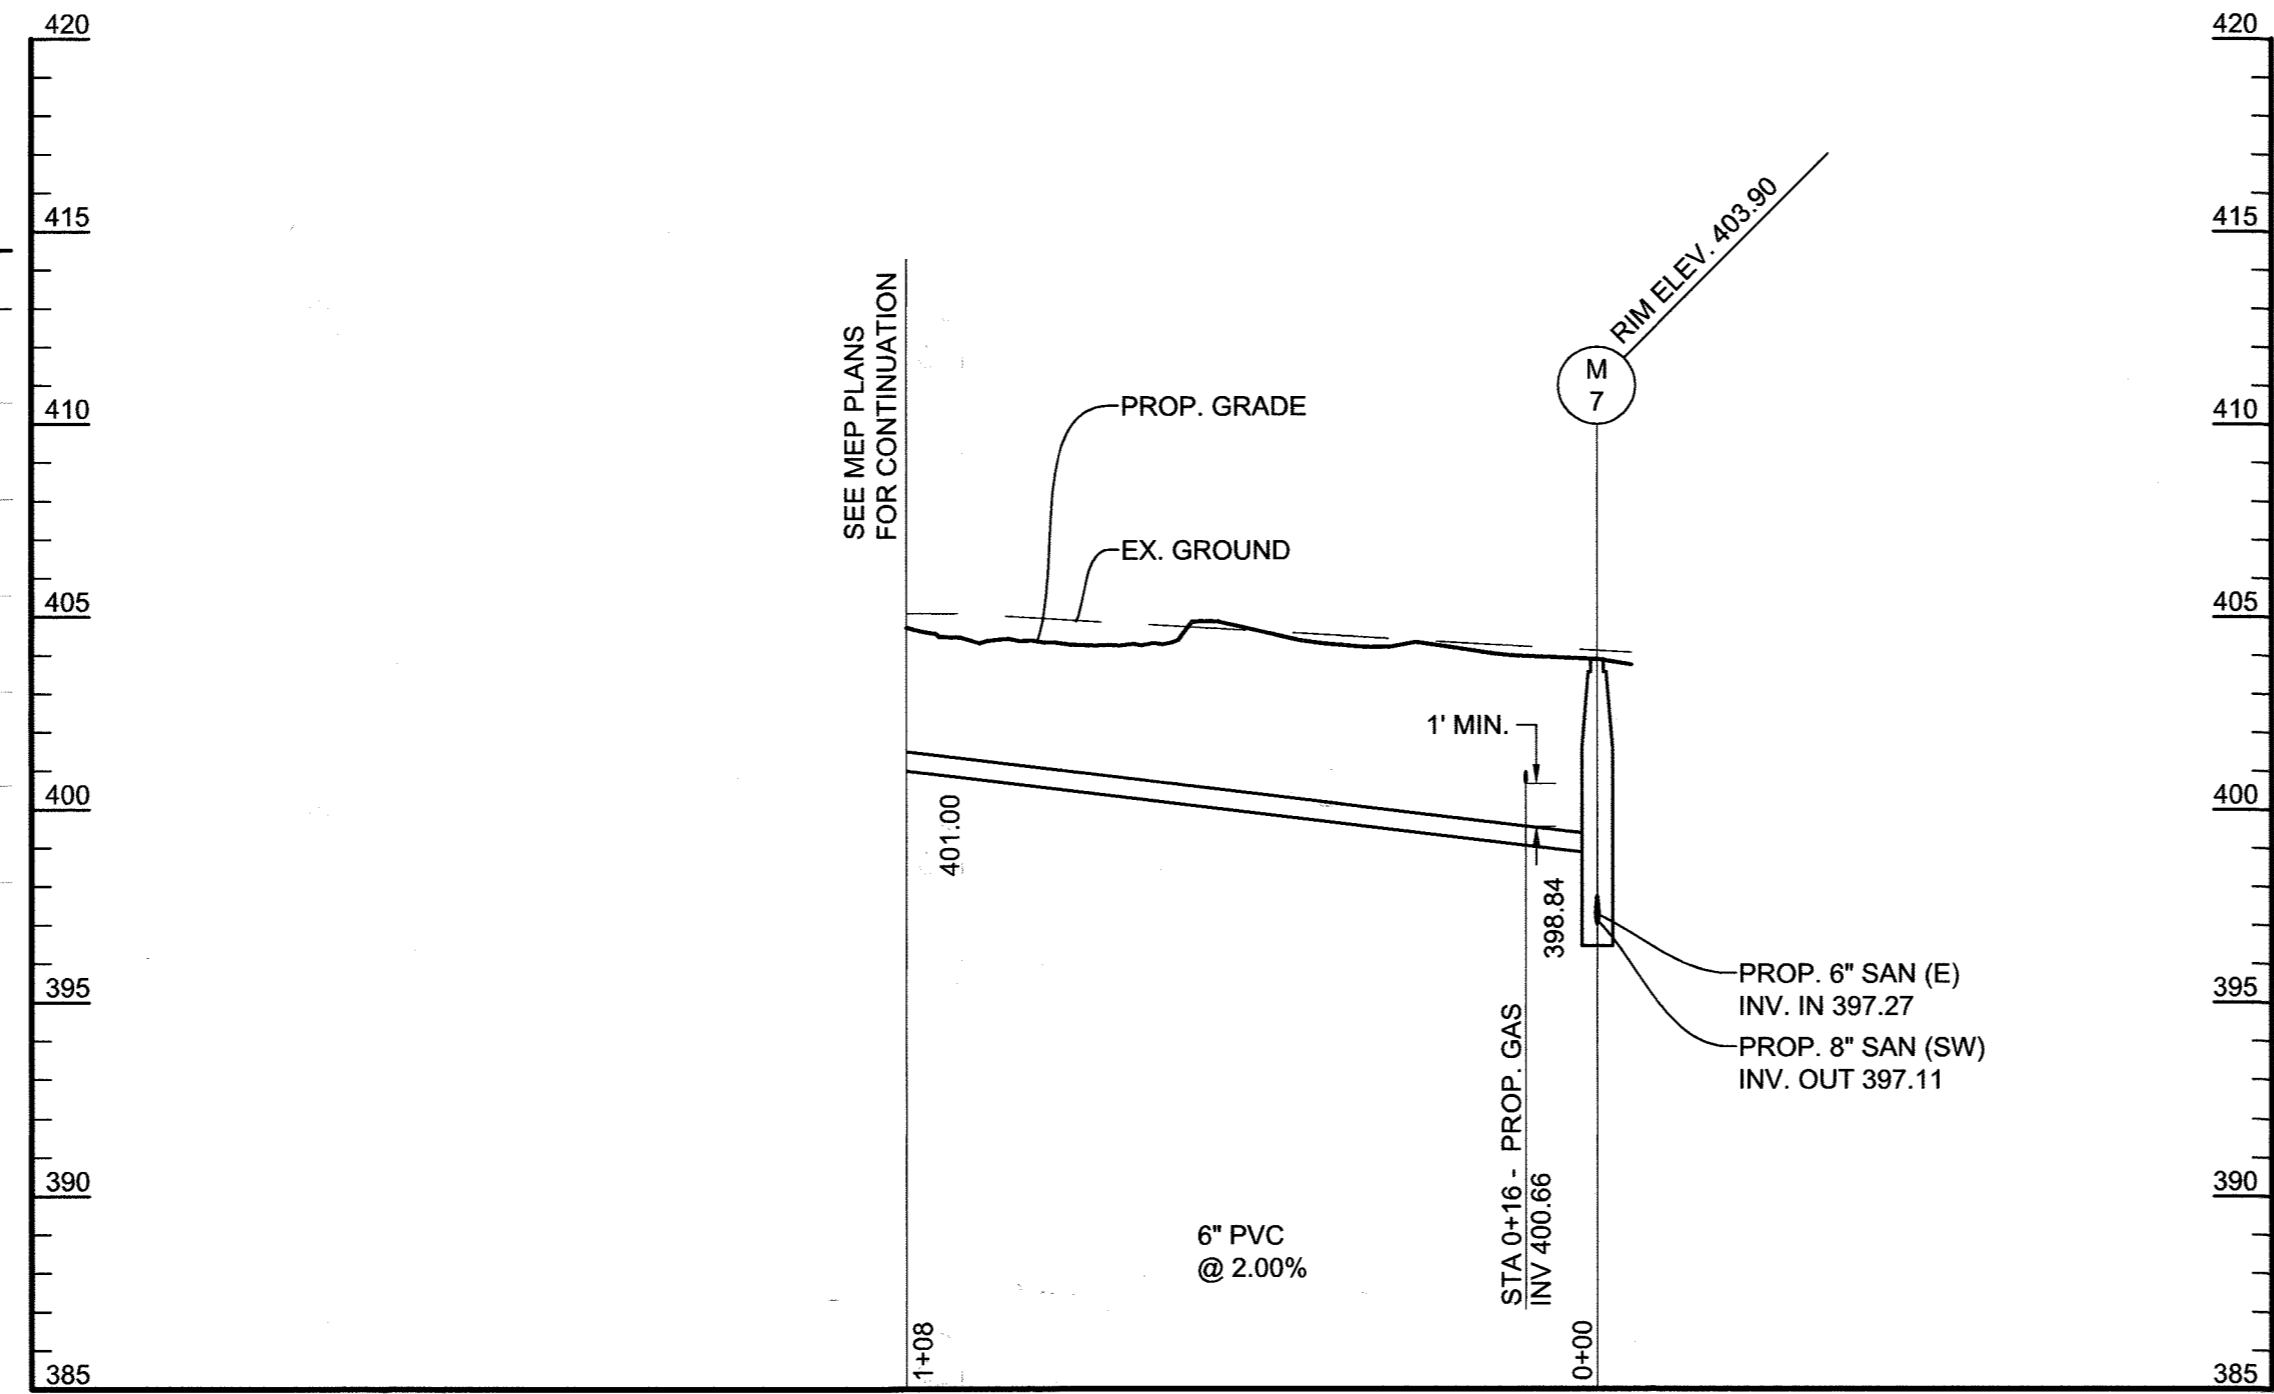 420
420
415
415
410
410
405
405
400
400
395
395
390
390
385
385
SEE MEP PLANS
FOR CONTINUATION
RIM ELEV. 403.90
M
7
PROP. GRADE
EX. GROUND
1' MIN.
401.00
398.84
PROP. 6" SAN (E)
INV. IN 397.27
PROP. 8" SAN (SW)
INV. OUT 397.11
STA 0+16 - PROP. GAS
INV 400.66
6" PVC
@ 2.00%
1+08
0+00